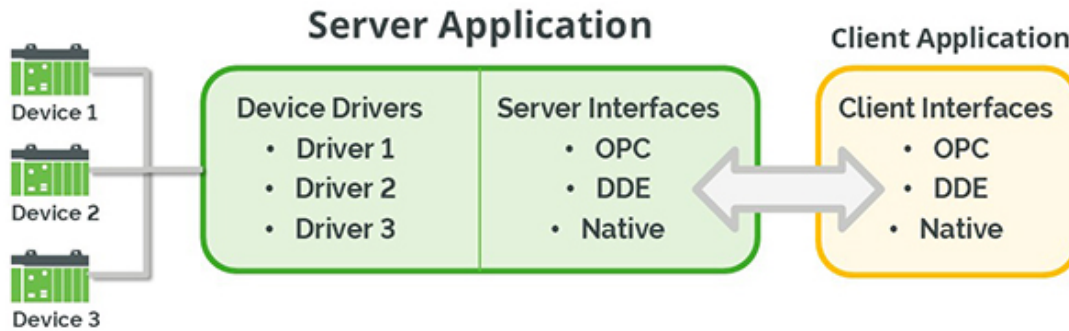 Server Application
Client Application
Device 1
Device 2
Device 3
Device Drivers
• Driver 1
• Driver 2
• Driver 3
Server Interfaces
• OPC
• DDE
• Native
Client Interfaces
• OPC
• DDE
• Native